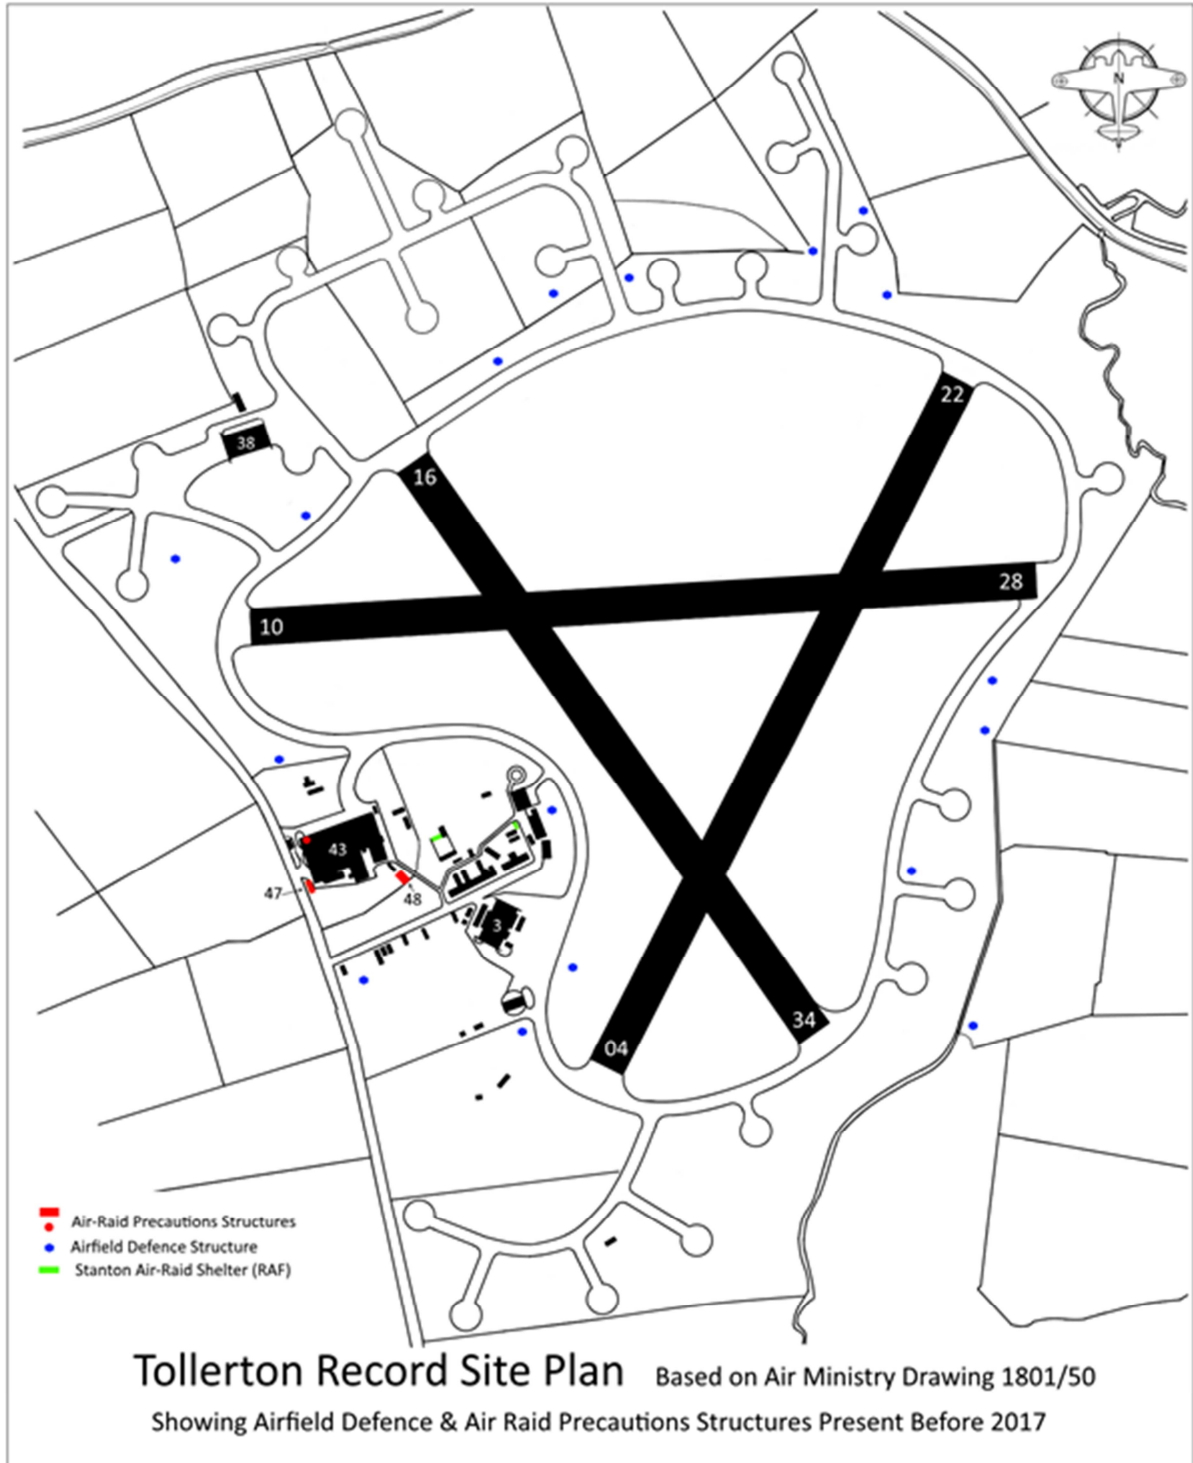 N
22
16
38
28
10
43
47
48
3
34
04
Air-Raid Precautions Structures
Airfield Defence Structure
Stanton Air-Raid Shelter (RAF)
Tollerton Record Site Plan Based on Air Ministry Drawing 1801/50
Showing Airfield Defence & Air Raid Precautions Structures Present Before 2017